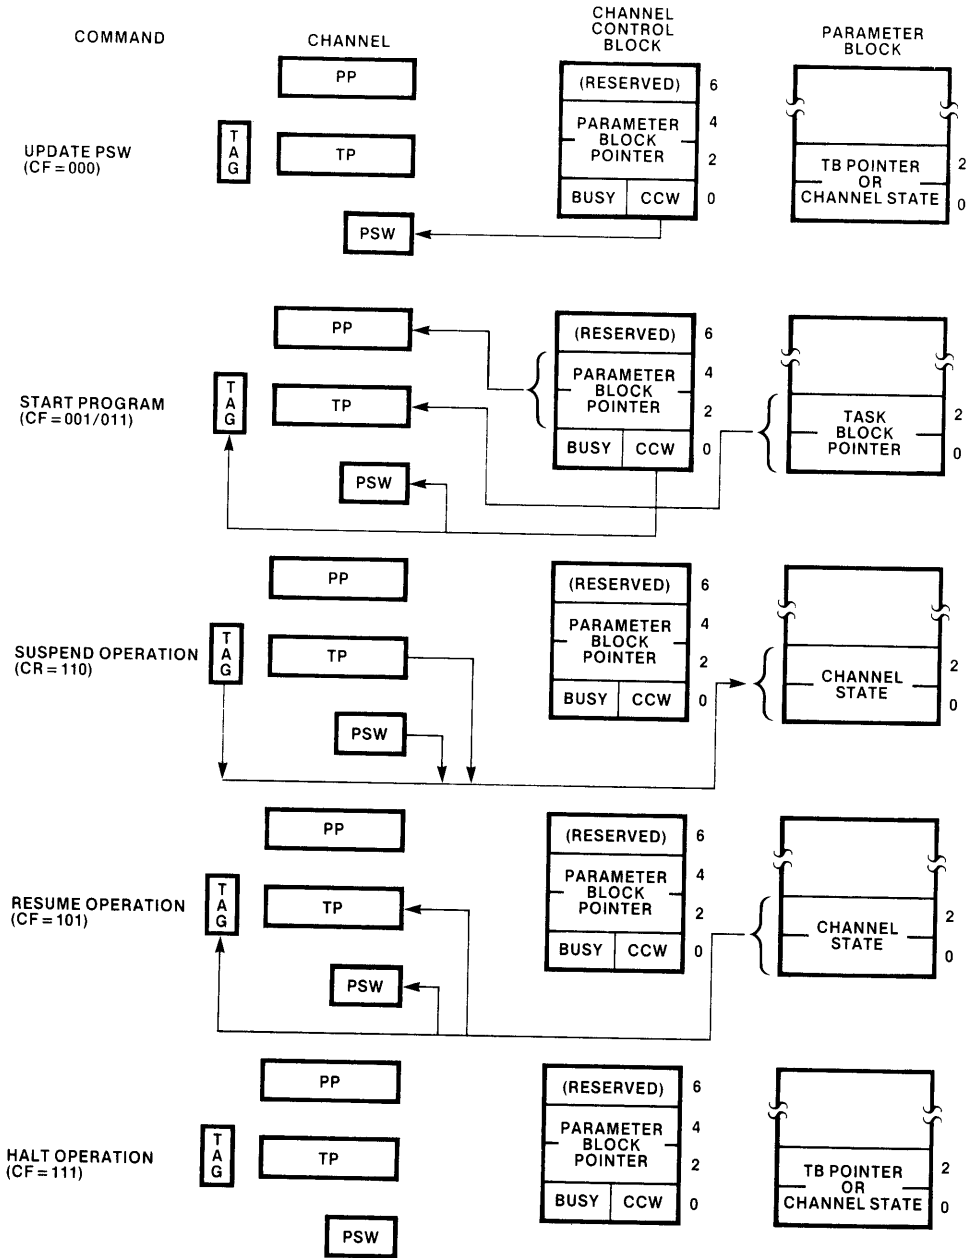 COMMAND
CHANNEL
CHANNEL
CONTROL
BLOCK
PARAMETER
BLOCK
UPDATE PSW
(CF=000)
T
A
G
PP
TP
PSW
(RESERVED)
6
PARAMETER
BLOCK
POINTER
4
2
BUSY
CCW
0
TB POINTER
OR
CHANNEL STATE
2
0
START PROGRAM
(CF=001/011)
T
A
G
PP
TP
PSW
(RESERVED)
6
PARAMETER
BLOCK
POINTER
4
2
BUSY
CCW
0
TASK
BLOCK
POINTER
2
0
SUSPEND OPERATION
(CR=110)
T
A
G
PP
TP
PSW
(RESERVED)
6
PARAMETER
BLOCK
POINTER
4
2
BUSY
CCW
0
CHANNEL
STATE
2
0
RESUME OPERATION
(CF=101)
T
A
G
PP
TP
PSW
(RESERVED)
6
PARAMETER
BLOCK
POINTER
4
2
BUSY
CCW
0
CHANNEL
STATE
2
0
HALT OPERATION
(CF=111)
T
A
G
PP
TP
PSW
(RESERVED)
6
PARAMETER
BLOCK
POINTER
4
2
BUSY
CCW
0
TB POINTER
OR
CHANNEL STATE
2
0